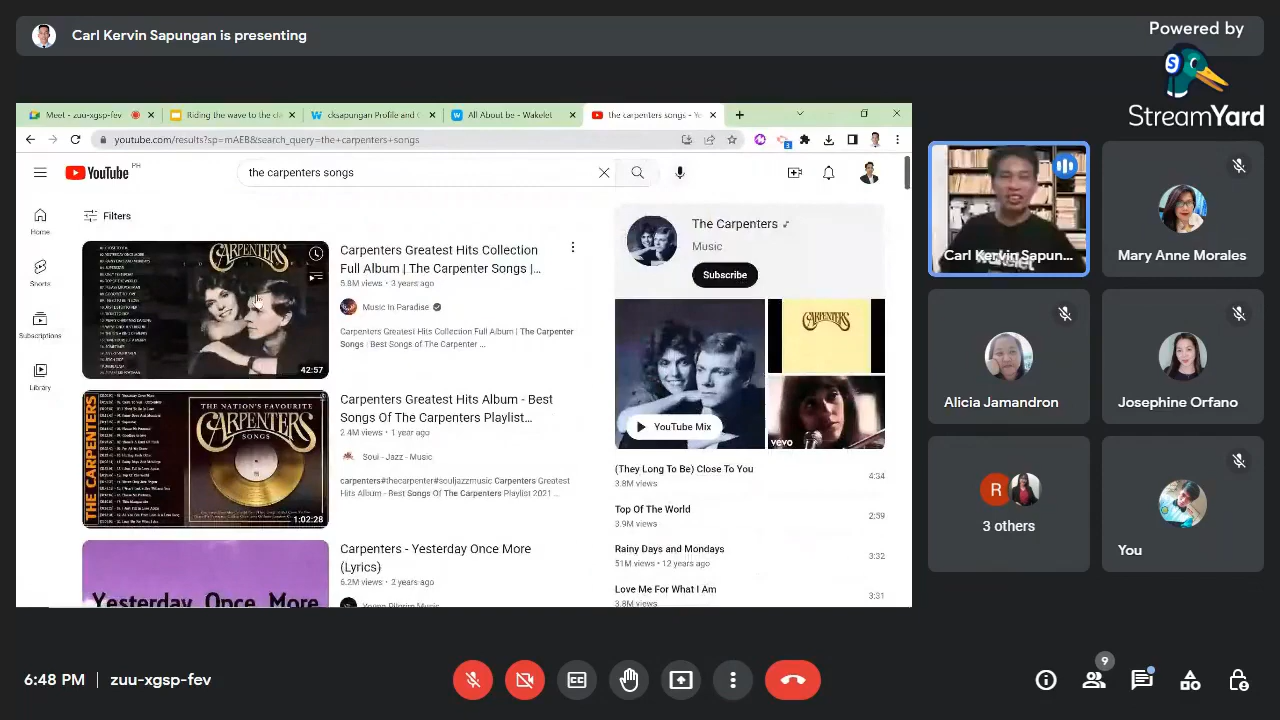 Carl Kervin Sapungan is presenting
Powered by
StreamYard
Meet - zuu-xgsp-fev
Riding the wave to the cla
cksapungan Profile and C
All About be - Wakelet
the carpenters songs - Yo
youtube.com/results?sp=mAEB&search_query=the+carpenters+songs
YouTube PH
the carpenters songs
Home
Shorts
Subscriptions
Library
Filters
CARPENTERS
42:57
Carpenters Greatest Hits Collection
Full Album | The Carpenter Songs |...
5.8M views • 3 years ago
Music In Paradise
Carpenters Greatest Hits Collection Full Album | The Carpenter
Songs | Best Songs of The Carpenter ...
THE CARPENTERS
THE NATION'S FAVOURITE
CARPENTERS
SONGS
1:02:28
Carpenters Greatest Hits Album - Best
Songs Of The Carpenters Playlist...
2.4M views • 1 year ago
Soul - Jazz - Music
carpenters#thecarpenter#souljazzmusic Carpenters Greatest
Hits Album - Best Songs Of The Carpenters Playlist 2021 ...
Yesterday Once More
Carpenters - Yesterday Once More
(Lyrics)
6.2M views • 2 years ago
Young Pilgrim Music
The Carpenters
Music
Subscribe
CARPENTERS
YouTube Mix
vevo
(They Long To Be) Close To You
3.8M views
4:34
Top Of The World
3.9M views
2:59
Rainy Days and Mondays
51M views • 12 years ago
3:32
Love Me For What I Am
3.8M views
3:31
Carl Kervin Sapun...
Mary Anne Morales
Alicia Jamandron
Josephine Orfano
R
3 others
You
6:48 PM | zuu-xgsp-fev
9